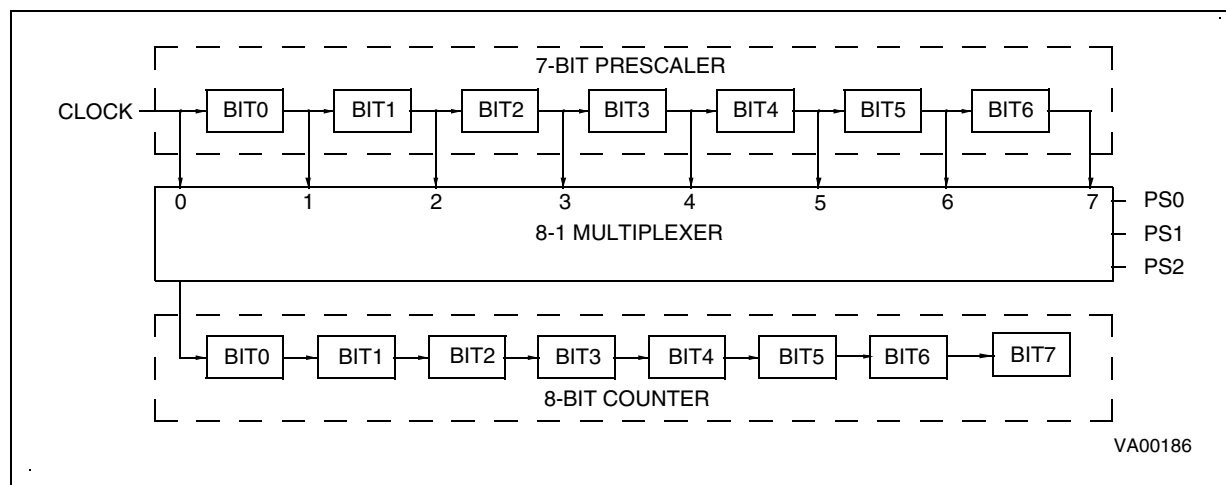 7-BIT PRESCALER
CLOCK BIT0 BIT1 BIT2 BIT3 BIT4 BIT5 BIT6
0 1 2 3 4 5 6 7
PS0
8-1 MULTIPLEXER
PS1
PS2
BIT0 BIT1 BIT2 BIT3 BIT4 BIT5 BIT6 BIT7
8-BIT COUNTER
VA00186